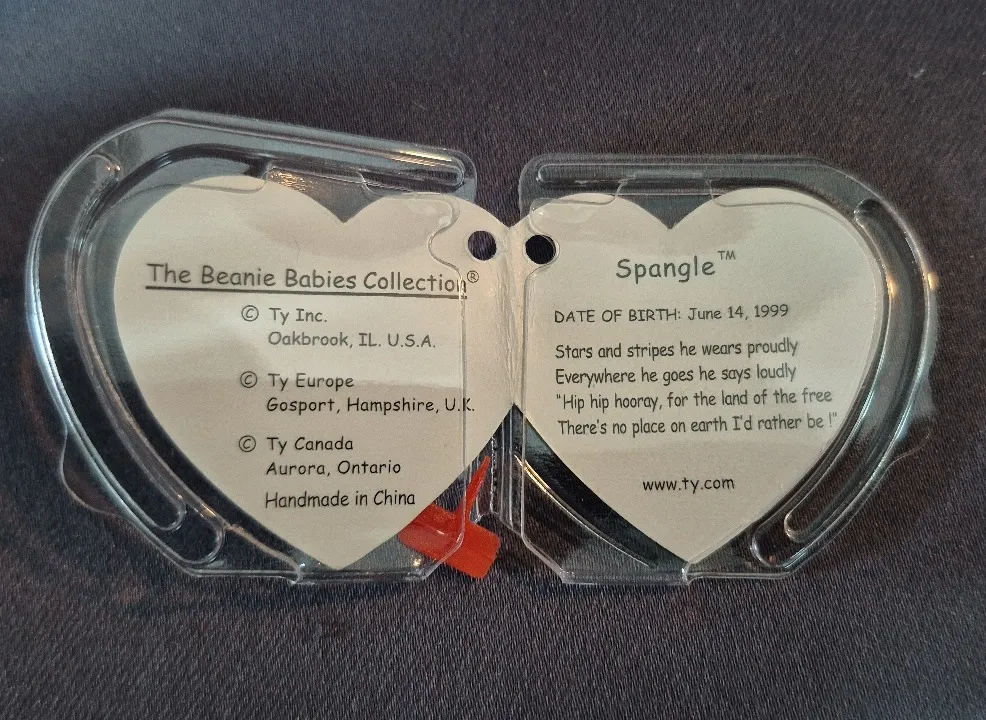 The Beanie Babies Collection®
© Ty Inc.
Oakbrook, IL. U.S.A.
© Ty Europe
Gosport, Hampshire, U.K.
© Ty Canada
Aurora, Ontario
Handmade in China
Spangle™
DATE OF BIRTH: June 14, 1999
Stars and stripes he wears proudly
Everywhere he goes he says loudly
"Hip hip hooray, for the land of the free
There's no place on earth I'd rather be !"
www.ty.com